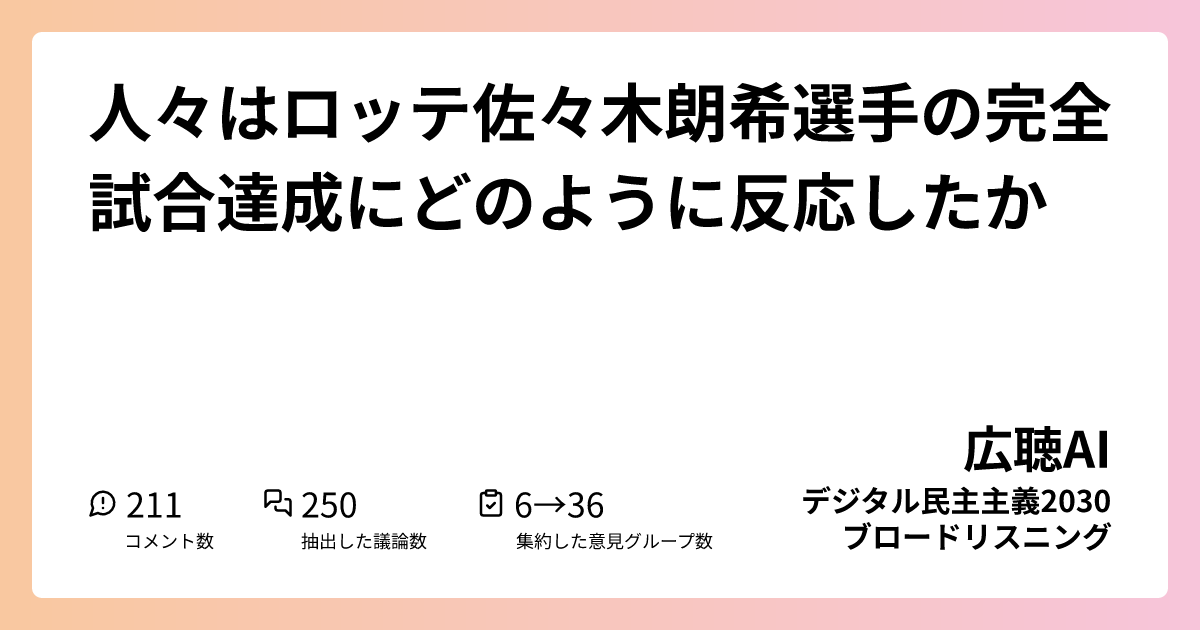 人々はロッテ佐々木朗希選手の完全
試合達成にどのように反応したか
広聴AI
デジタル民主主義2030
ブロードリスニング
211
コメント数
250
抽出した議論数
6→36
集約した意見グループ数